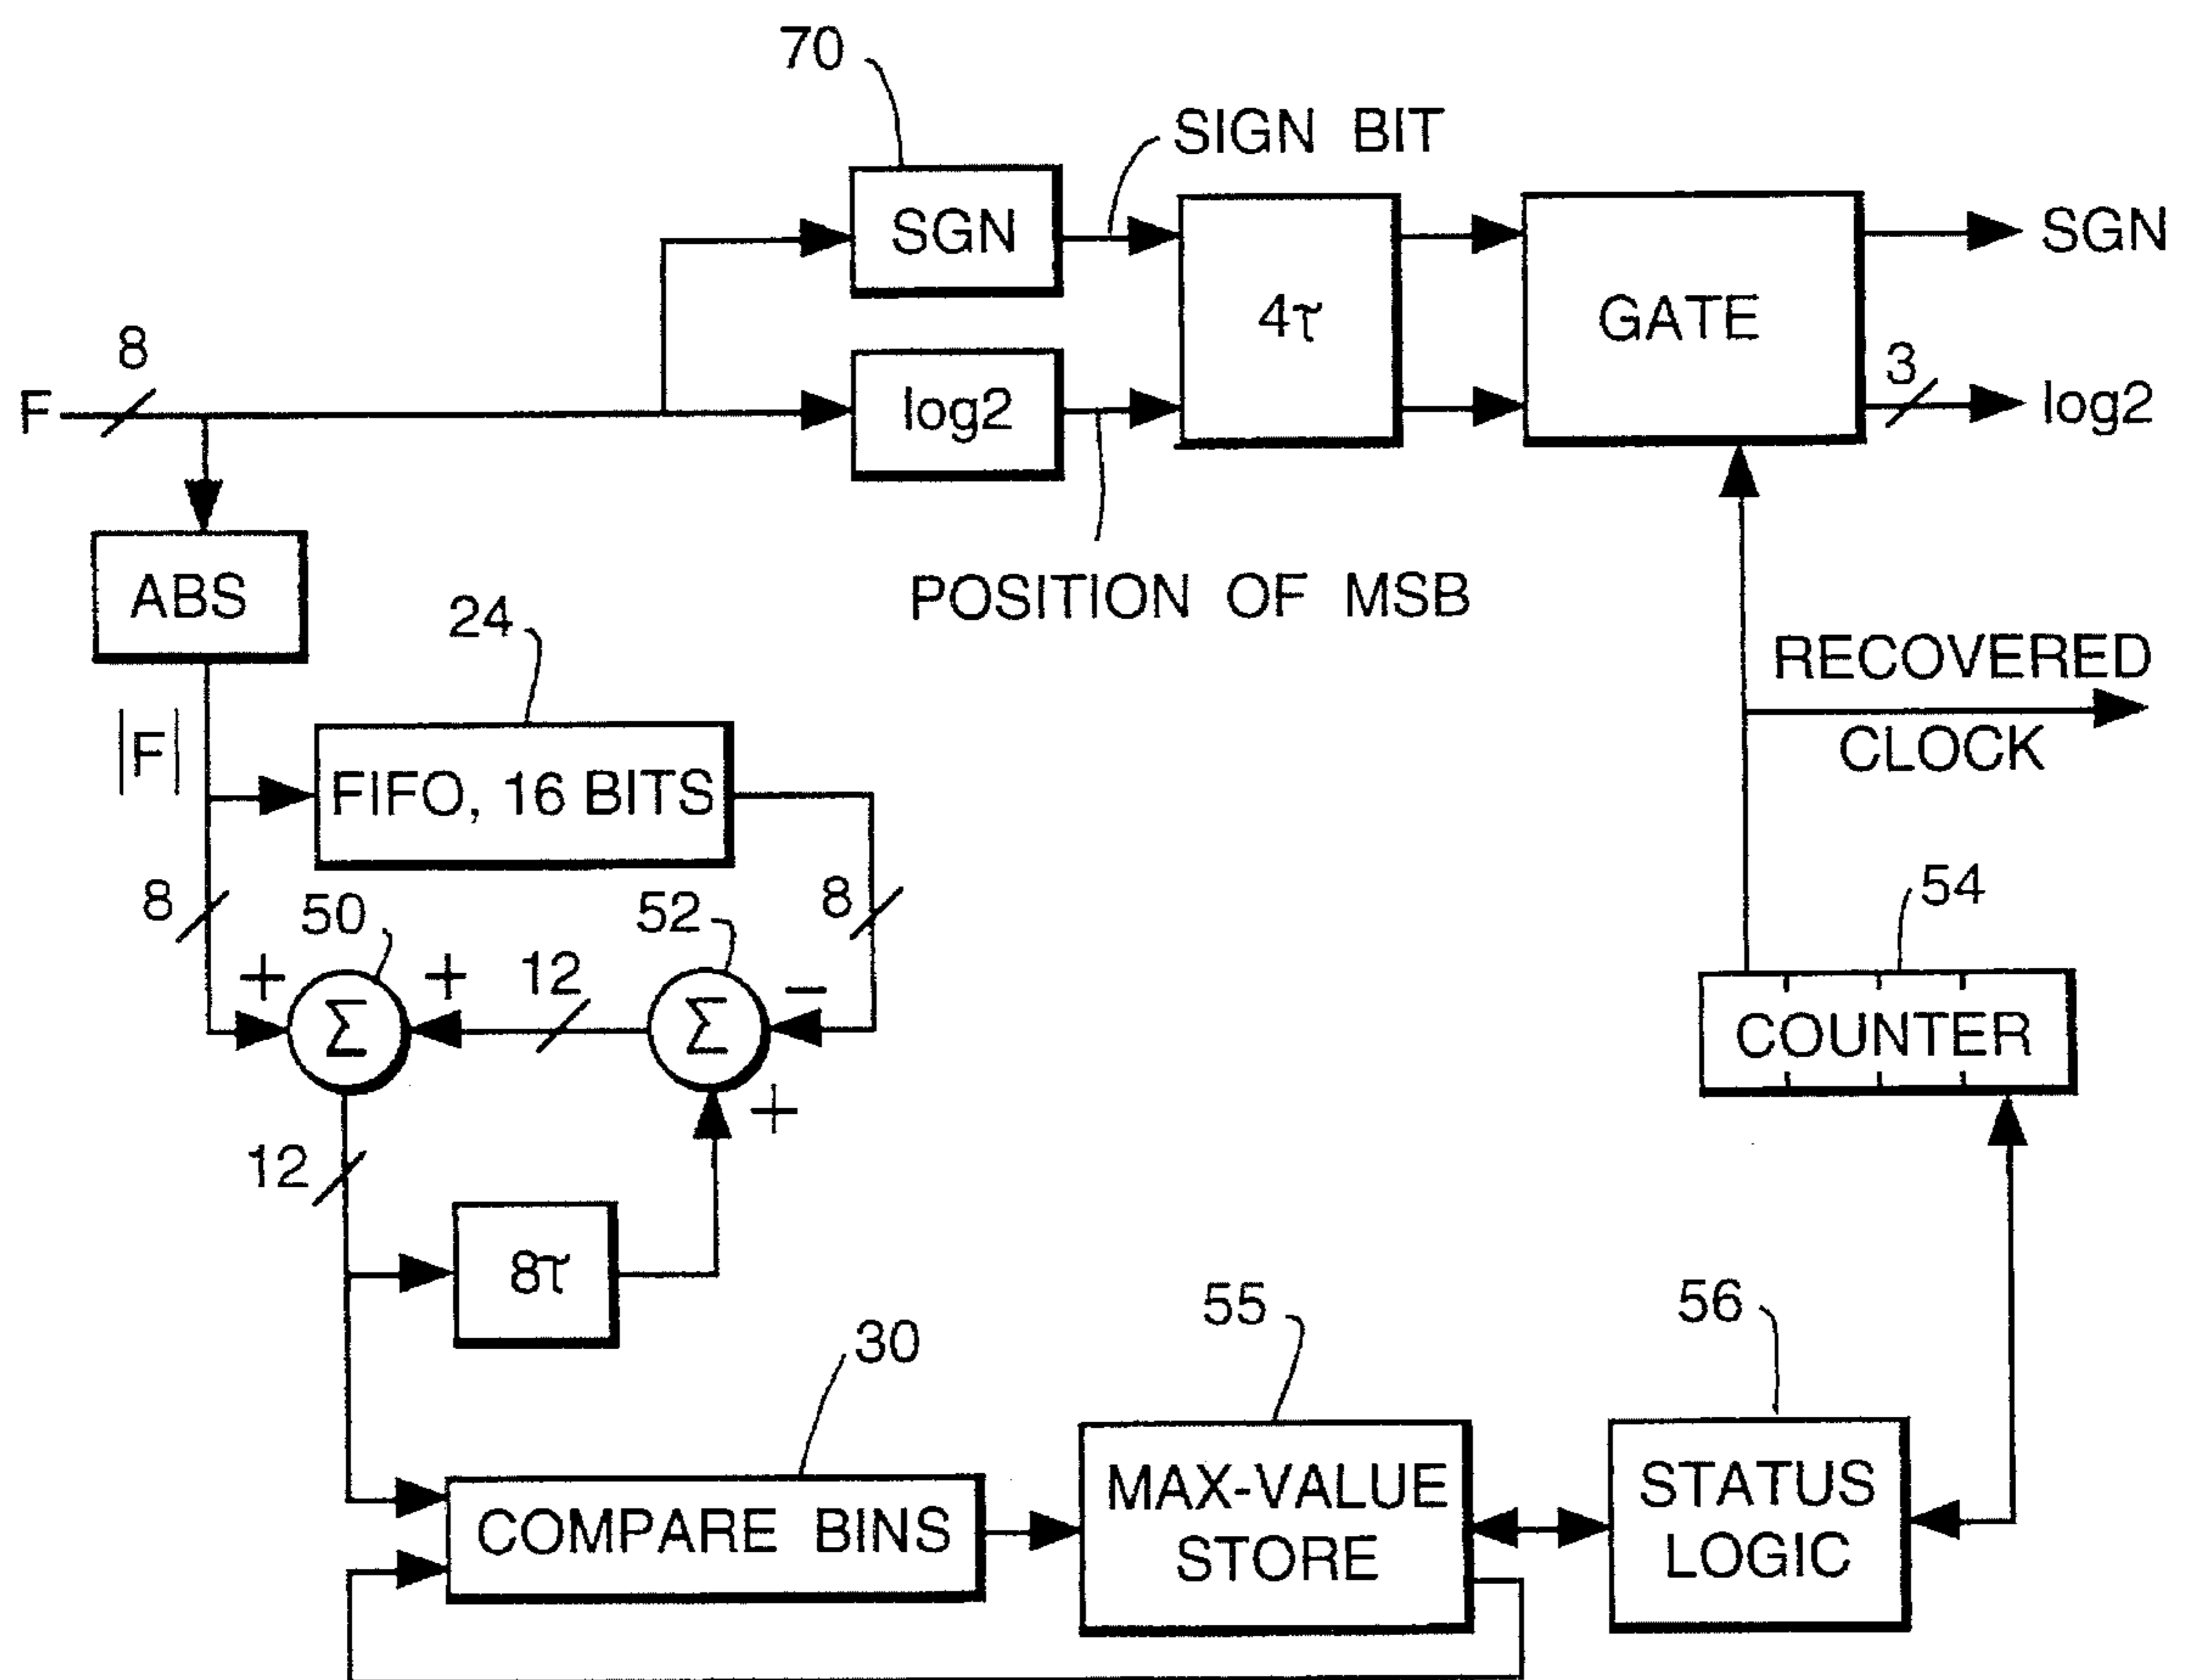 70
SIGN BIT
SGN
4τ
GATE
SGN
8
F
log2
3
log2
ABS
POSITION OF MSB
24
RECOVERED
CLOCK
|F|
FIFO, 16 BITS
8
50
52
8
54
+
+
12
−
Σ
Σ
COUNTER
+
12
8τ
30
55
56
COMPARE BINS
MAX-VALUE
STORE
STATUS
LOGIC